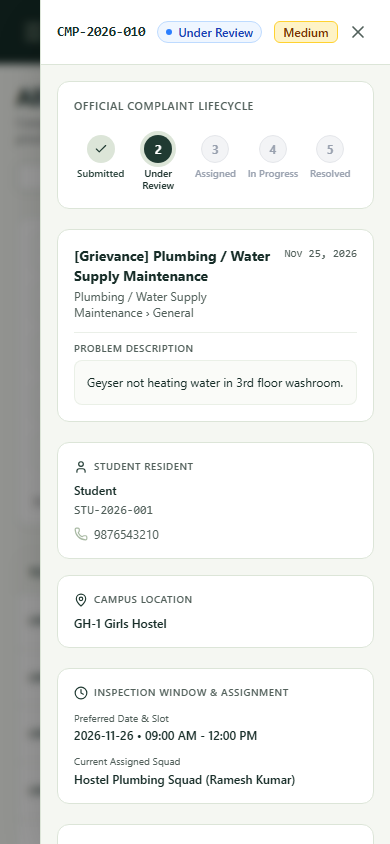 CMP-2026-010 Under Review Medium
OFFICIAL COMPLAINT LIFECYCLE
2 3 4 5
Submitted Under Review Assigned In Progress Resolved
[Grievance] Plumbing / Water Supply Maintenance
Nov 25, 2026
Plumbing / Water Supply
Maintenance › General
PROBLEM DESCRIPTION
Geyser not heating water in 3rd floor washroom.
STUDENT RESIDENT
Student
STU-2026-001
9876543210
CAMPUS LOCATION
GH-1 Girls Hostel
INSPECTION WINDOW & ASSIGNMENT
Preferred Date & Slot
2026-11-26 • 09:00 AM - 12:00 PM
Current Assigned Squad
Hostel Plumbing Squad (Ramesh Kumar)